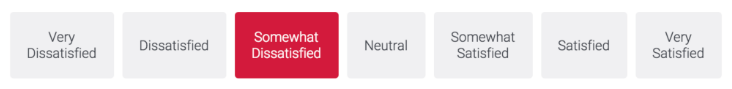 Very
Dissatisfied
Dissatisfied
Somewhat
Dissatisfied
Neutral
Somewhat
Satisfied
Satisfied
Very
Satisfied